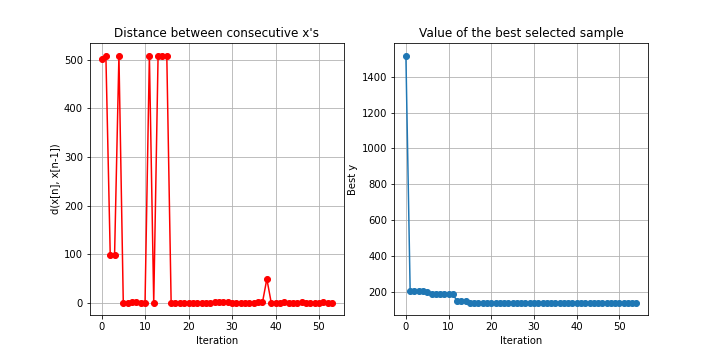 Distance between consecutive x's
d(x[n], x[n-1])
500
400
300
200
100
0
0 10 20 30 40 50
Iteration
Value of the best selected sample
Best y
1400
1200
1000
800
600
400
200
0 10 20 30 40 50
Iteration